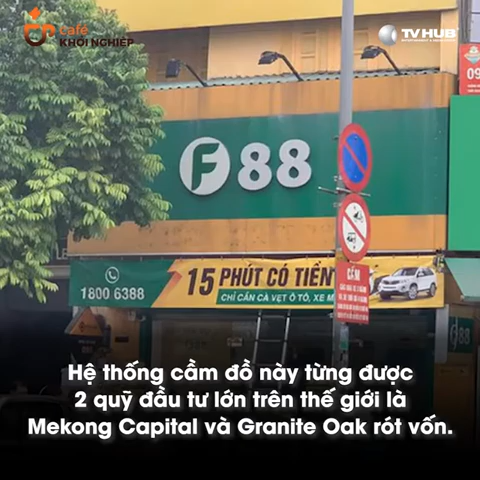 Café
KHỞI NGHIỆP
TV HUB
09
F88
1800 6388
15 PHÚT CÓ TIỀN
CHỈ CẦN CÀ VẸT Ô TÔ, XE M
CẤM
Hệ thống cầm đồ này từng được
2 quỹ đầu tư lớn trên thế giới là
Mekong Capital và Granite Oak rót vốn.